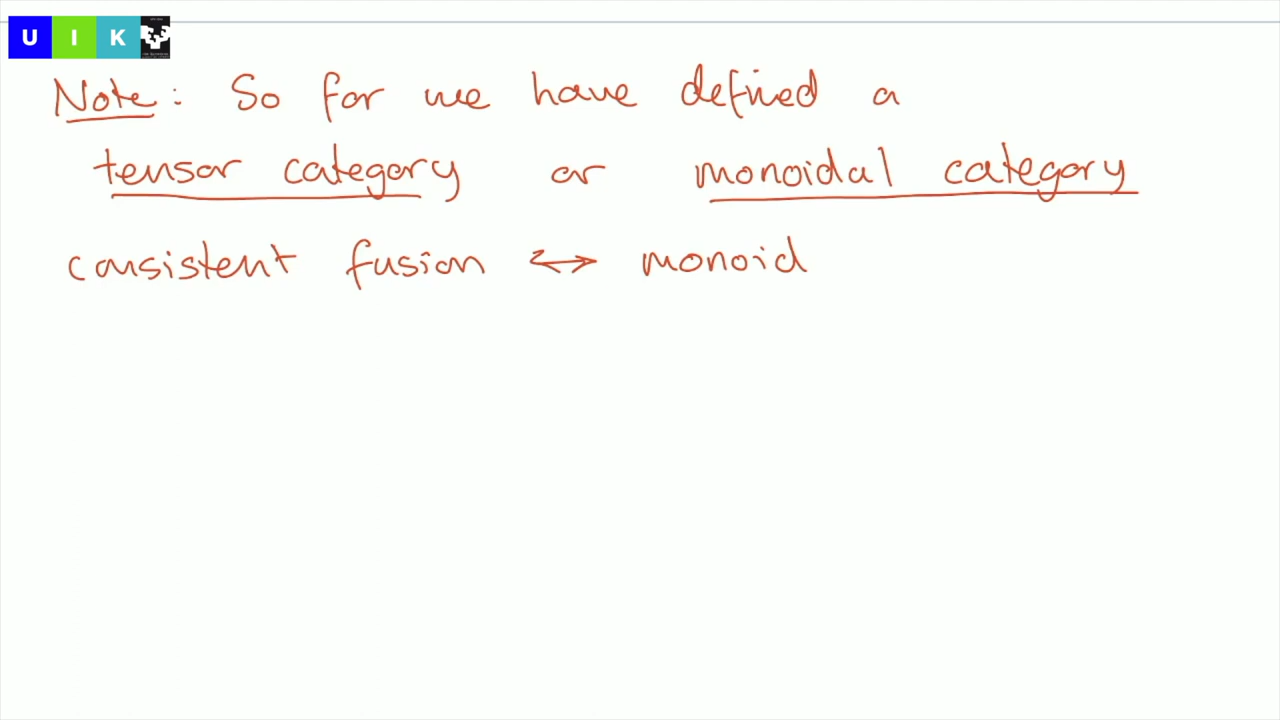 U I K
Note: So far we have defined a
tensor category or monoidal category
consistent fusion ↔ monoid